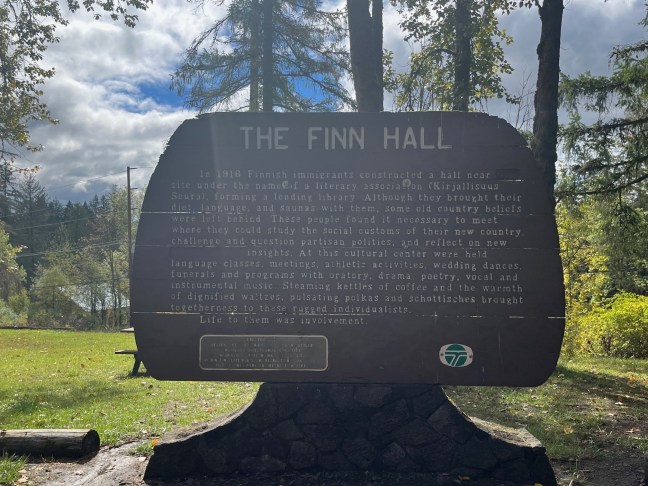 THE FINN HALL
In 1916 Finnish immigrants constructed a hall near
site under the name of a literary association (Kirjallizuus
Seura), forming a lending library. Although they brought their
diet, language, and saunas with them, some old country beliefs
were left behind. These people found it necessary to meet
where they could study the social customs of their new country
challenge and question partisan politics, and reflect on new
insights. At this cultural center were held
language classes, meetings, athletic activities, wedding dances,
funerals and programs with oratory, drama, poetry, vocal and
instrumental music. Steaming kettles of coffee and the warmth
of dignified waltzes, pulsating polkas and schottisches brought
togetherness to these rugged individualists.
Life to them was involvement.